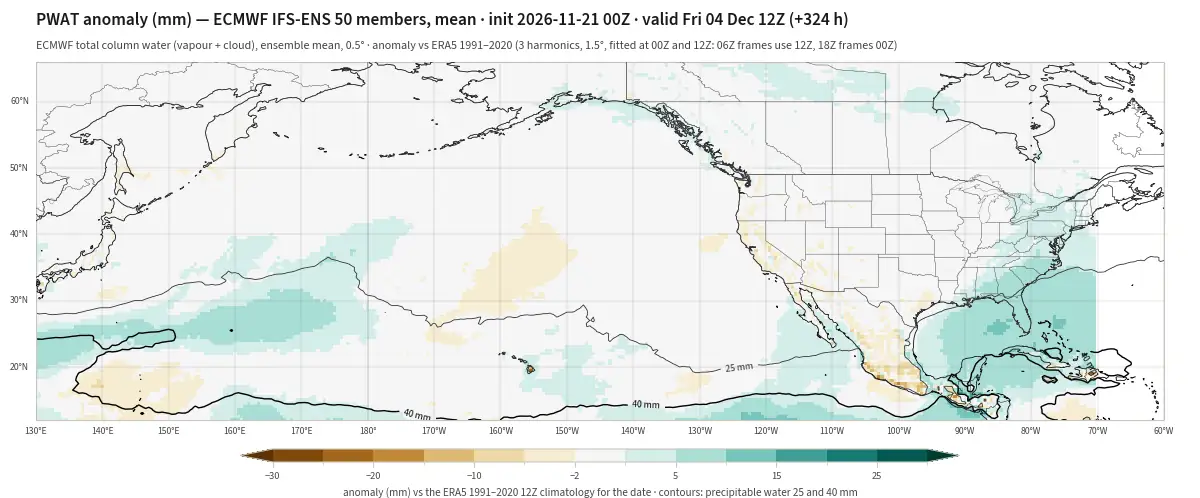 PWAT anomaly (mm) — ECMWF IFS-ENS 50 members, mean · init 2026-11-21 00Z · valid Fri 04 Dec 12Z (+324 h)
ECMWF total column water (vapour + cloud), ensemble mean, 0.5° · anomaly vs ERA5 1991–2020 (3 harmonics, 1.5°, fitted at 00Z and 12Z: 06Z frames use 12Z, 18Z frames 00Z)
60°N
50°N
40°N
30°N
20°N
25 mm
40 mm
40 mm
130°E 140°E 150°E 160°E 170°E 180° 170°W 160°W 150°W 140°W 130°W 120°W 110°W 100°W 90°W 80°W 70°W 60°W
−30 −20 −10 −2 5 15 25
anomaly (mm) vs the ERA5 1991–2020 12Z climatology for the date · contours: precipitable water 25 and 40 mm